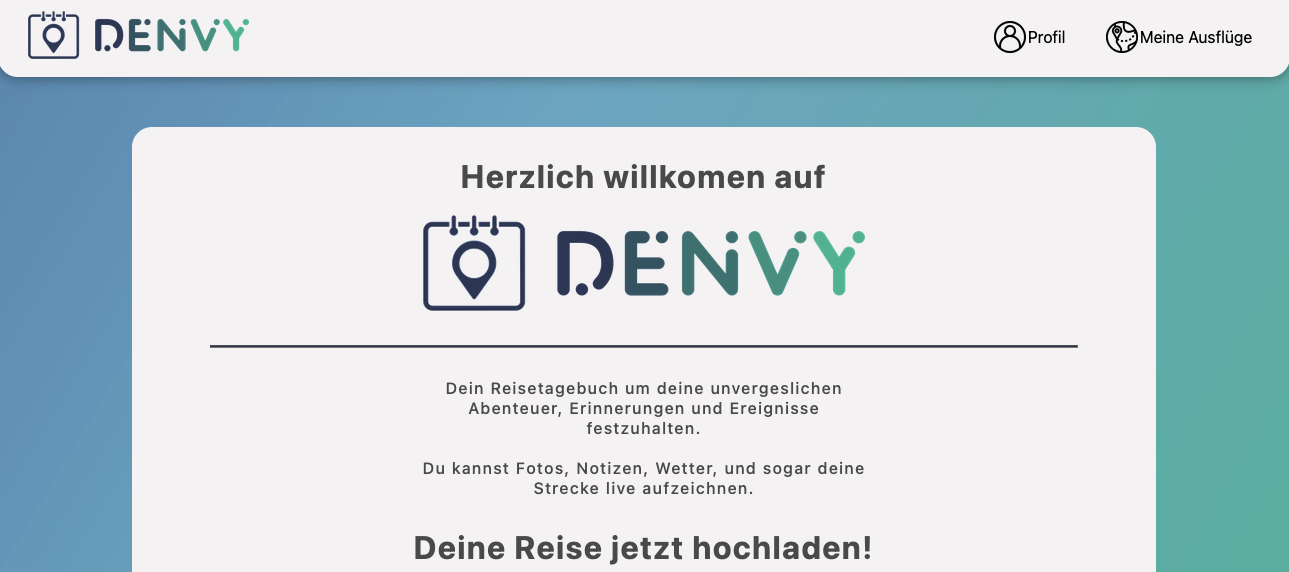 DENVY
Profil
Meine Ausflüge
Herzlich willkomen auf
DENVY
Dein Reisetagebuch um deine unvergeslichen
Abenteuer, Erinnerungen und Ereignisse
festzuhalten.
Du kannst Fotos, Notizen, Wetter, und sogar deine
Strecke live aufzeichnen.
Deine Reise jetzt hochladen!